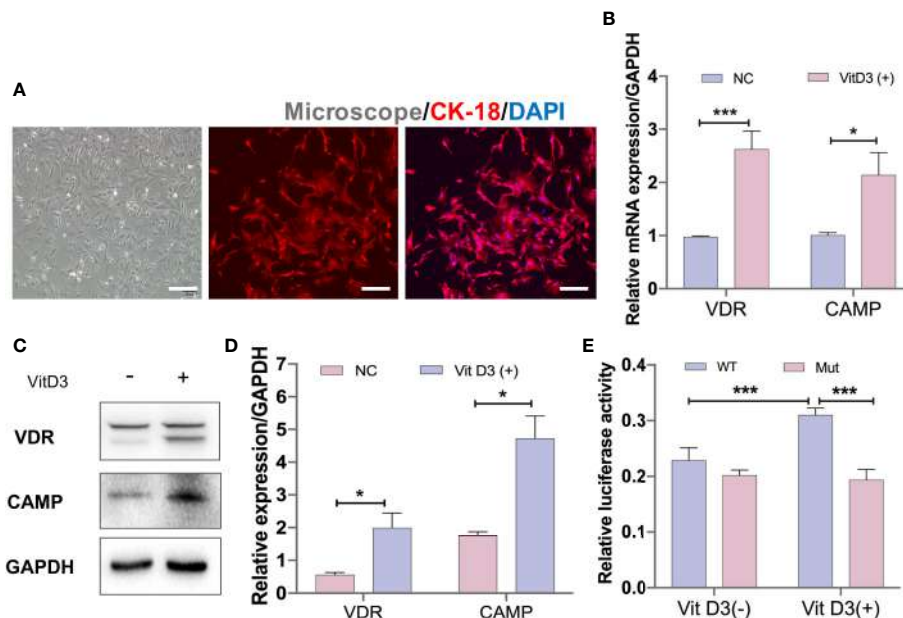 A
Microscope/CK-18/DAPI
B
NC
VitD3 (+)
Relative mRNA expression/GAPDH
4
3
2
1
0
***
*
VDR
CAMP
C
VitD3
-
+
VDR
CAMP
GAPDH
D
NC
Vit D3 (+)
Relative expression/GAPDH
7
6
5
4
3
2
1
0
*
*
VDR
CAMP
E
WT
Mut
Relative luciferase activity
0.4
0.3
0.2
0.1
0.0
***
***
Vit D3(-)
Vit D3(+)